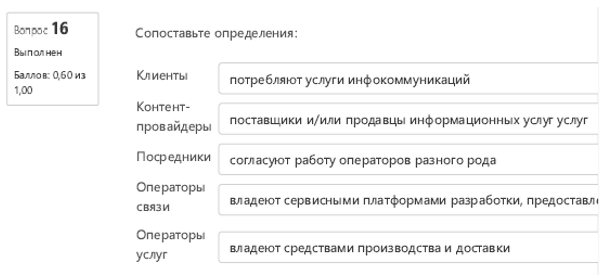 Вопрос 16
Выполнен
Баллов: 0,60 из
1,00
Сопоставьте определения:
Клиенты
потребляют услуги инфокоммуникаций
Контент-
провайдеры
поставщики и/или продавцы информационных услуг услуг
Посредники
согласуют работу операторов разного рода
Операторы
связи
владеют сервисными платформами разработки,
Операторы
услуг
владеют средствами производства и доставки